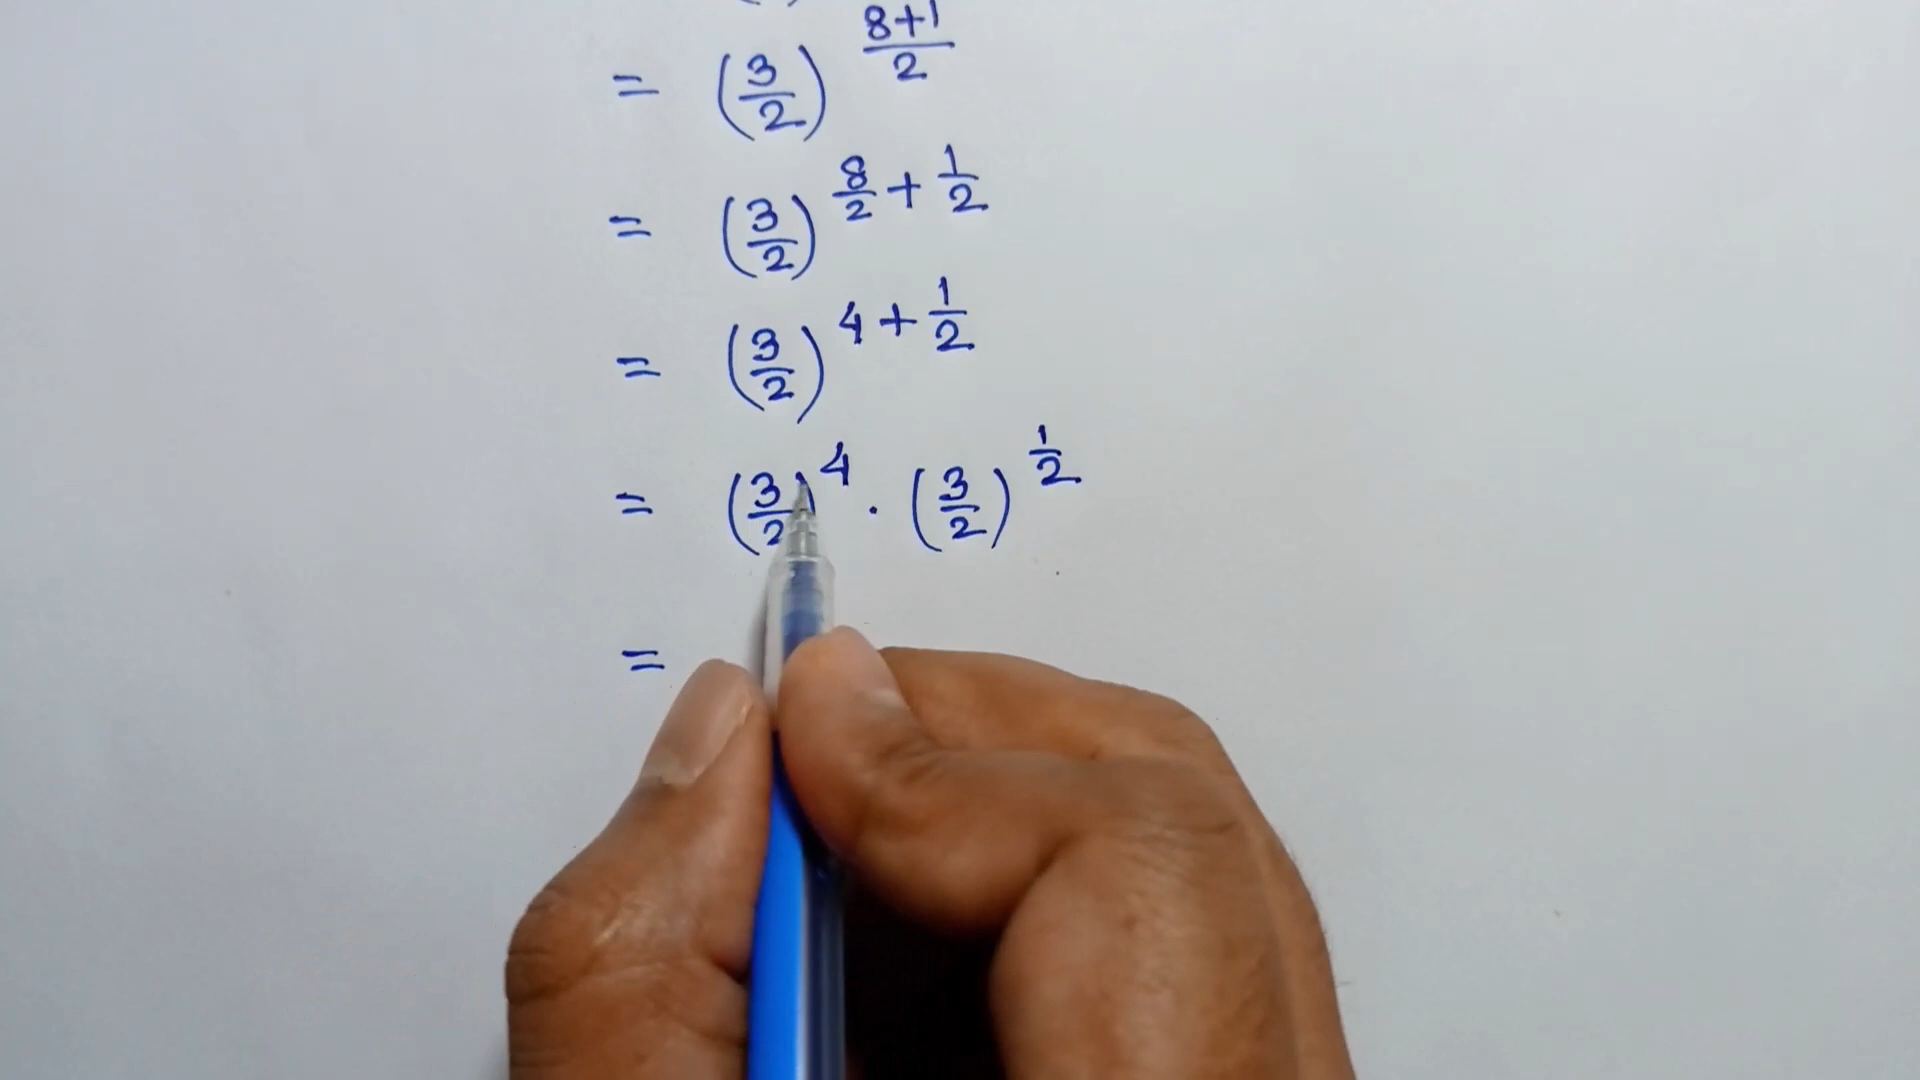 = (3/2)^((8+1)/2)
= (3/2)^(8/2 + 1/2)
= (3/2)^(4 + 1/2)
= (3/2)^4 · (3/2)^(1/2)
=